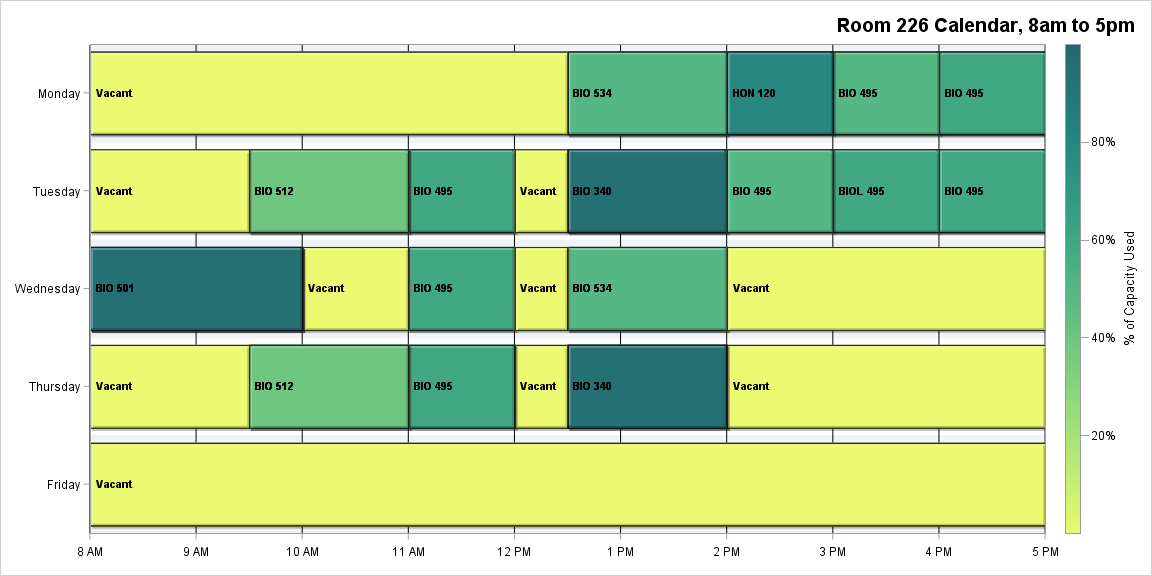 Room 226 Calendar, 8am to 5pm
Monday
Vacant
BIO 534
HON 120
BIO 495
BIO 495
Tuesday
Vacant
BIO 512
BIO 495
Vacant
BIO 340
BIO 495
BIOL 495
BIO 495
Wednesday
BIO 501
Vacant
BIO 495
Vacant
BIO 534
Vacant
Thursday
Vacant
BIO 512
BIO 495
Vacant
BIO 340
Vacant
Friday
Vacant
8 AM
9 AM
10 AM
11 AM
12 PM
1 PM
2 PM
3 PM
4 PM
5 PM
80%
60%
40%
20%
% of Capacity Used